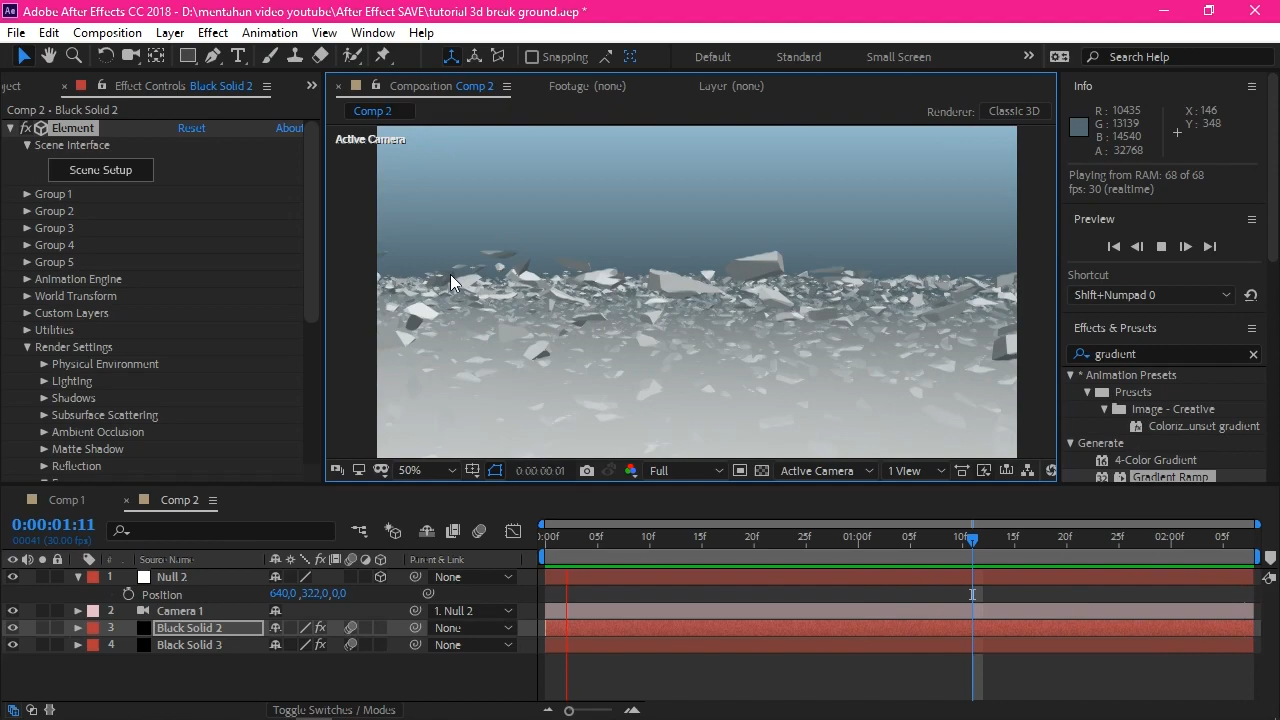 Adobe After Effects CC 2018 - D:\mentahan video youtube\After Effect SAVE\tutorial 3d break ground.aep *
File Edit Composition Layer Effect Animation View Window Help
Snapping Default Standard Small Screen Search Help
ject Effect Controls Black Solid 2 Composition Comp 2 Footage (none) Layer (none) Info
Comp 2 • Black Solid 2
Comp 2 Renderer: Classic 3D
R: 10435
G: 13139
B: 14540
A: 32768
X: 146
Y: 348
fx Element Reset About
Active Camera
Scene Interface
Scene Setup
Playing from RAM: 68 of 68
fps: 30 (realtime)
Group 1
Group 2
Group 3
Group 4
Group 5
Animation Engine
World Transform
Custom Layers
Utilities
Render Settings
Physical Environment
Lighting
Shadows
Subsurface Scattering
Ambient Occlusion
Matte Shadow
Reflection
Preview
Shortcut
Shift+Numpad 0
Effects & Presets
gradient
* Animation Presets
Presets
Image - Creative
Coloriz...unset gradient
Generate
4-Color Gradient
Gradient Ramp
50% 0:00:00:01 Full Active Camera 1 View
Comp 1 Comp 2
0:00:01:11
00041 (30.00 fps)
0:00f 05f 10f 15f 20f 25f 01:00f 05f 10f 15f 20f 25f 02:00f 05f
# Source Name fx Parent & Link
1 Null 2 None
Position 640,0 ,322,0,0,0
2 Camera 1 1. Null 2
3 Black Solid 2 fx None
4 Black Solid 3 fx None
Toggle Switches / Modes